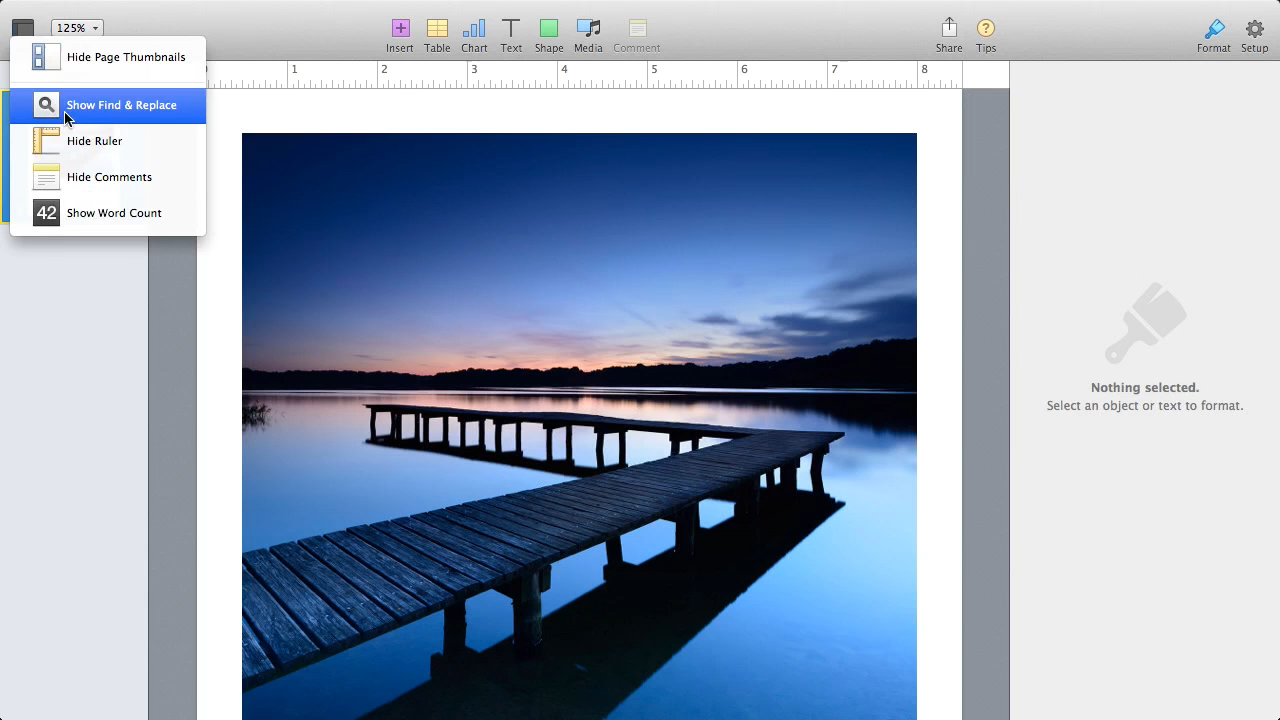 125%
Insert
Table
Chart
Text
Shape
Media
Comment
Share
Tips
Format
Setup
Hide Page Thumbnails
Show Find & Replace
Hide Ruler
Hide Comments
42 Show Word Count
1 2 3 4 5 6 7 8
Nothing selected.
Select an object or text to format.